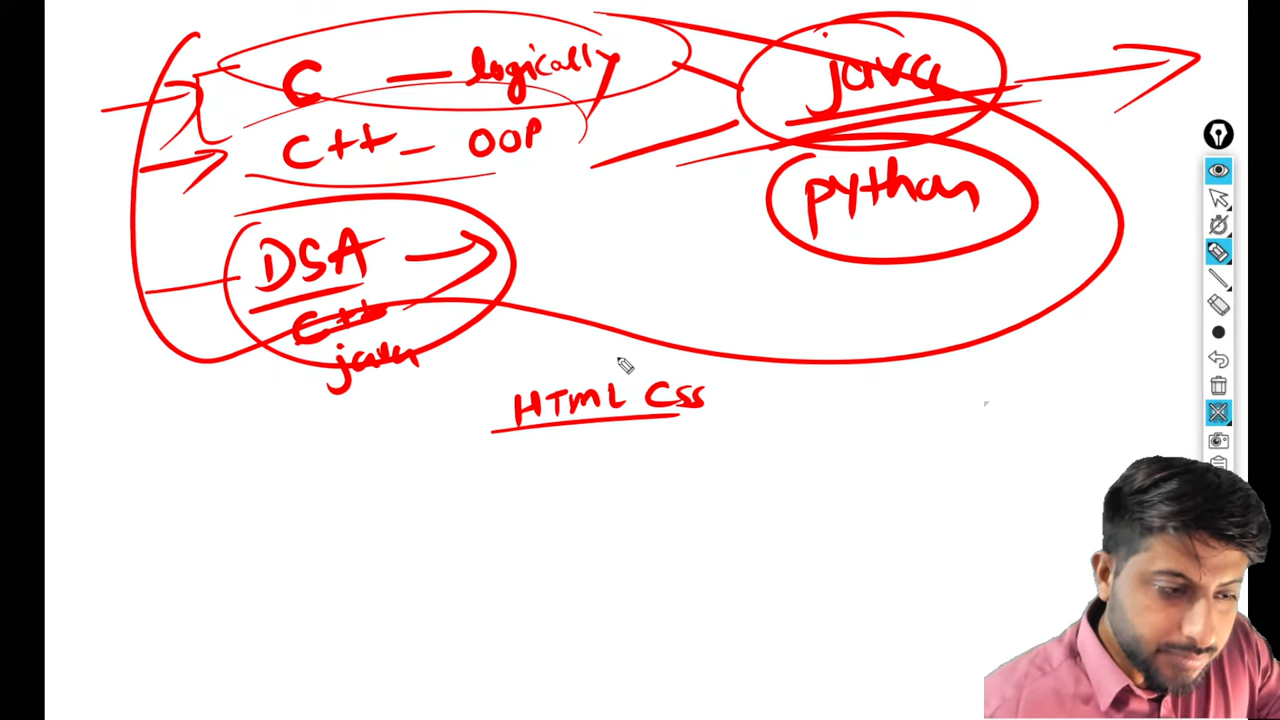 C — logically
java
C++ — OOP
python
DSA
C++
java
HTML CSS